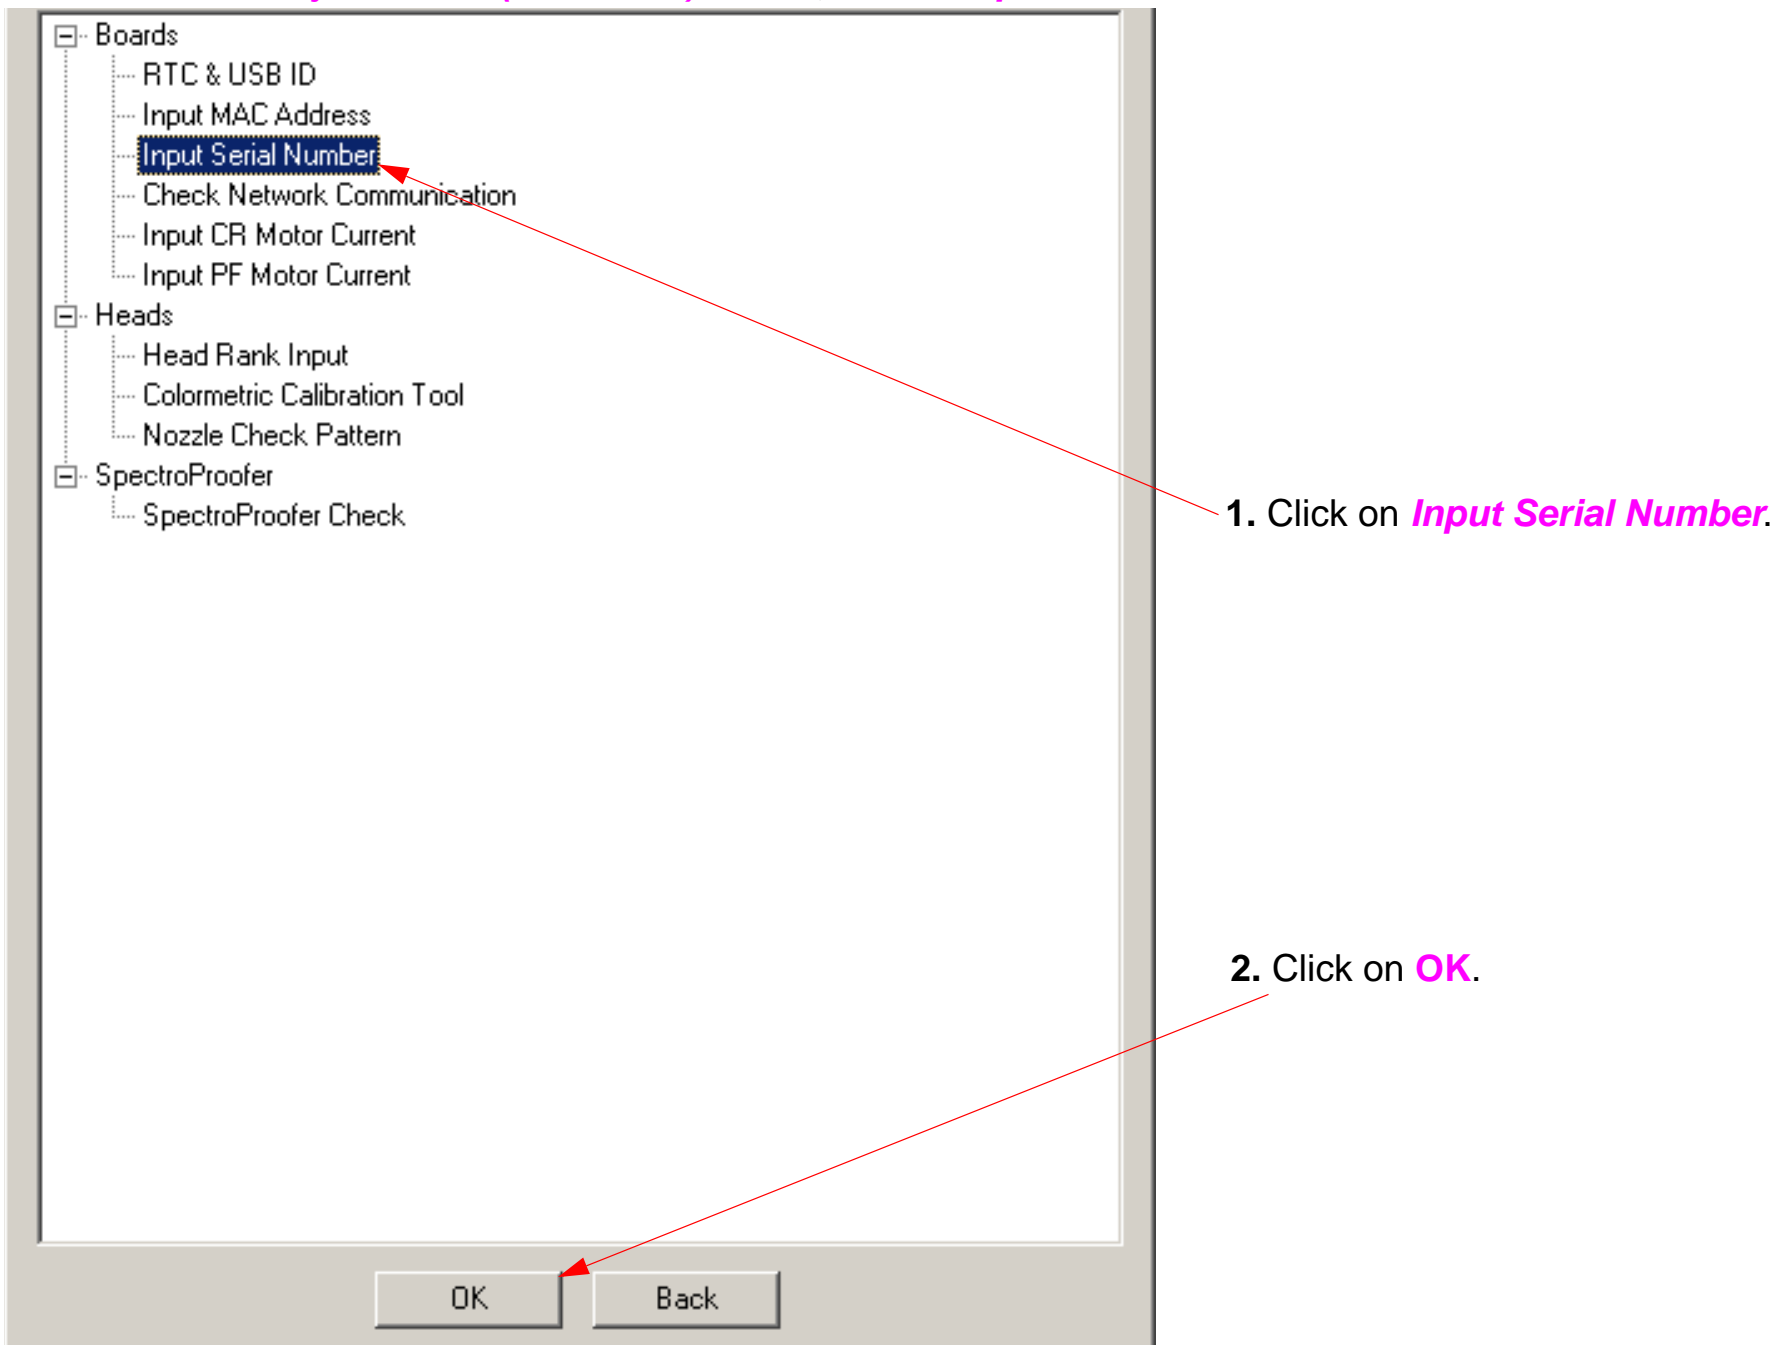 Boards
RTC & USB ID
Input MAC Address
Input Serial Number
Check Network Communication
Input CR Motor Current
Input PF Motor Current
Heads
Head Rank Input
Colormetric Calibration Tool
Nozzle Check Pattern
SpectroProofer
SpectroProofer Check
1. Click on Input Serial Number.
2. Click on OK.
OK Back